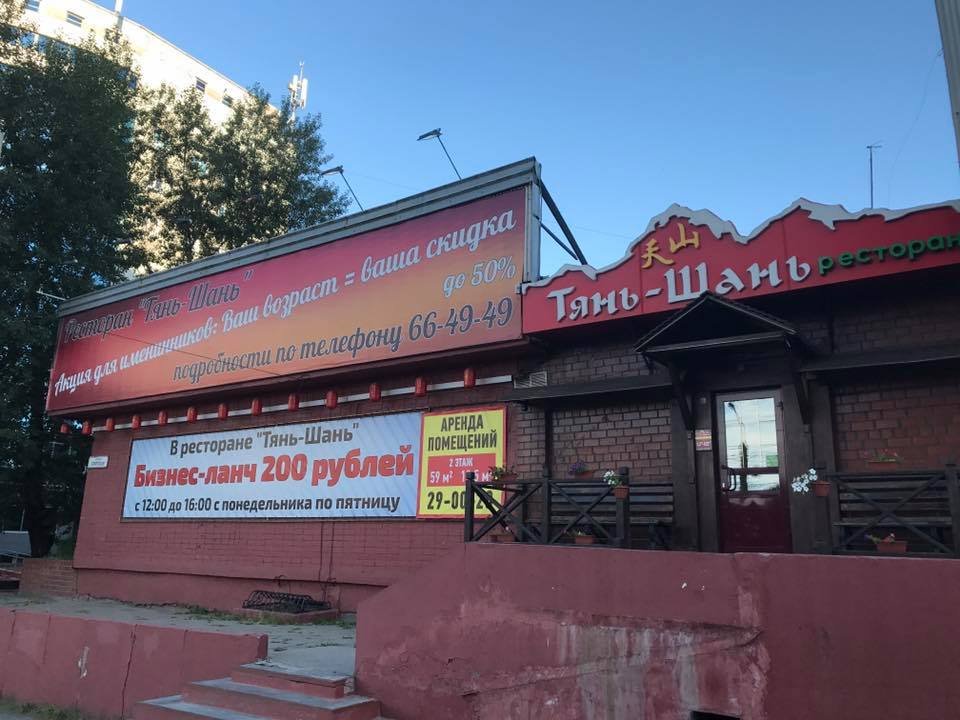 Ресторан "Тянь-Шань"
Акция для именинников: Ваш возраст = ваша скидка
до 50%
подробности по телефону 66-49-49
天山
Тянь-Шань ресторан
В ресторане "Тянь-Шань"
Бизнес-ланч 200 рублей
с 12:00 до 16:00 с понедельника по пятницу
АРЕНДА
ПОМЕЩЕНИЙ
2 ЭТАЖ
59 м²